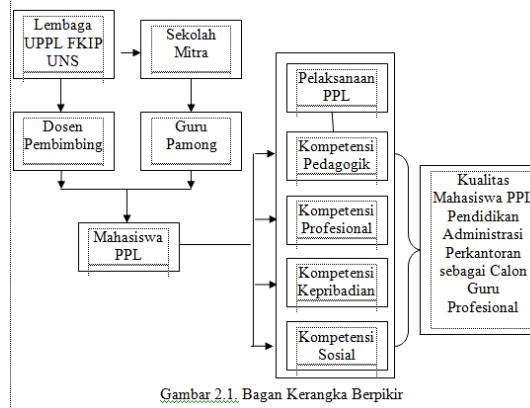 Lembaga
UPPL FKIP
UNS
Sekolah
Mitra
Dosen
Pembimbing
Guru
Pamong
Mahasiswa
PPL
Pelaksanaan
PPL
Kompetensi
Pedagogik
Kompetensi
Profesional
Kompetensi
Kepribadian
Kompetensi
Sosial
Kualitas
Mahasiswa PPL
Pendidikan
Administrasi
Perkantoran
sebagai Calon
Guru
Profesional
Gambar 2.1. Bagan Kerangka Berpikir